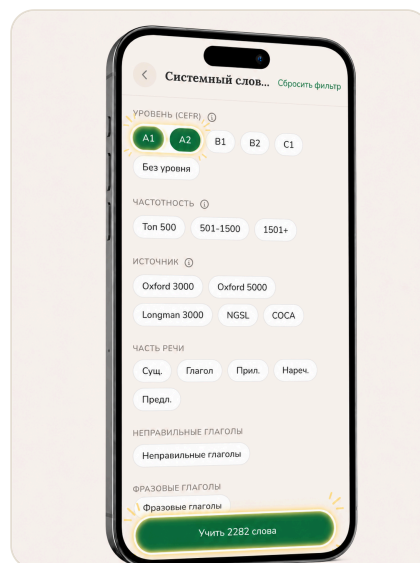 Системный слов... Сбросить фильтр
УРОВЕНЬ (CEFR)
A1 A2 B1 B2 C1
Без уровня
ЧАСТОТНОСТЬ
Топ 500 501-1500 1501+
ИСТОЧНИК
Oxford 3000 Oxford 5000
Longman 3000 NGSL COCA
ЧАСТЬ РЕЧИ
Сущ. Глагол Прил. Нареч.
Предл.
НЕПРАВИЛЬНЫЕ ГЛАГОЛЫ
Неправильные глаголы
ФРАЗОВЫЕ ГЛАГОЛЫ
Фразовые глаголы
Учить 2282 слова